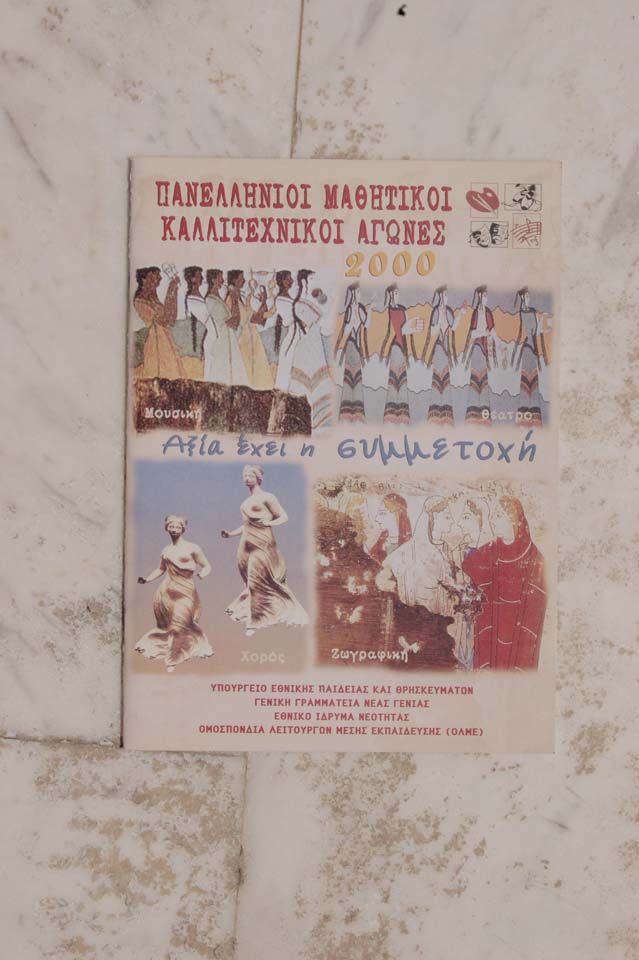 ΠΑΝΕΛΛΗΝΙΟΙ ΜΑΘΗΤΙΚΟΙ
ΚΑΛΛΙΤΕΧΝΙΚΟΙ ΑΓΩΝΕΣ
2000
Μουσική
Θέατρο
Αξία έχει η συμμετοχή
Χορός
Ζωγραφική
ΥΠΟΥΡΓΕΙΟ ΕΘΝΙΚΗΣ ΠΑΙΔΕΙΑΣ ΚΑΙ ΘΡΗΣΚΕΥΜΑΤΩΝ
ΓΕΝΙΚΗ ΓΡΑΜΜΑΤΕΙΑ ΝΕΑΣ ΓΕΝΙΑΣ
ΕΘΝΙΚΟ ΙΔΡΥΜΑ ΝΕΟΤΗΤΑΣ
ΟΜΟΣΠΟΝΔΙΑ ΛΕΙΤΟΥΡΓΩΝ ΜΕΣΗΣ ΕΚΠΑΙΔΕΥΣΗΣ (ΟΛΜΕ)